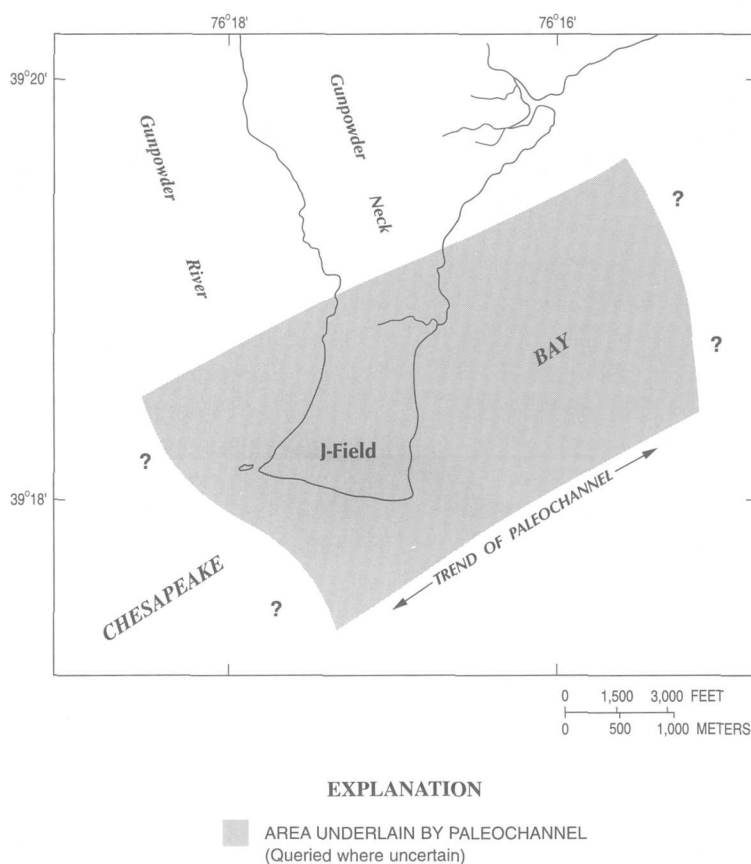 76°18'
76°16'
39°20'
Gunpowder
River
Gunpowder
Neck
?
?
BAY
?
J-Field
39°18'
TREND OF PALEOCHANNEL
CHESAPEAKE
?
0 1,500 3,000 FEET
0 500 1,000 METERS
EXPLANATION
AREA UNDERLAIN BY PALEOCHANNEL
(Queried where uncertain)